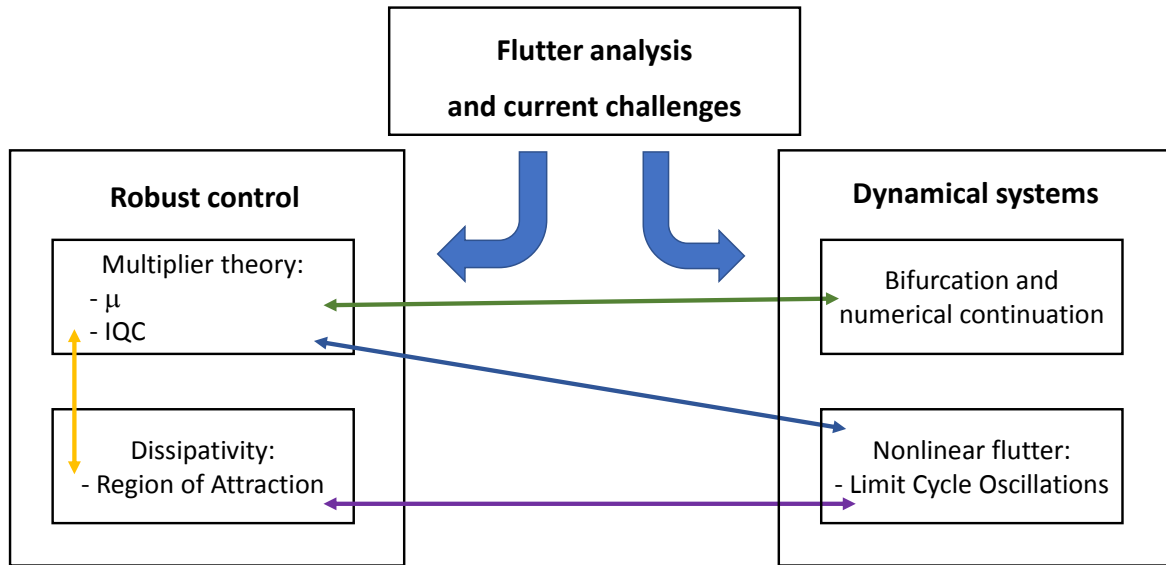 Flutter analysis
and current challenges
Robust control
Multiplier theory:
- μ
- IQC
Dissipativity:
- Region of Attraction
Dynamical systems
Bifurcation and
numerical continuation
Nonlinear flutter:
- Limit Cycle Oscillations